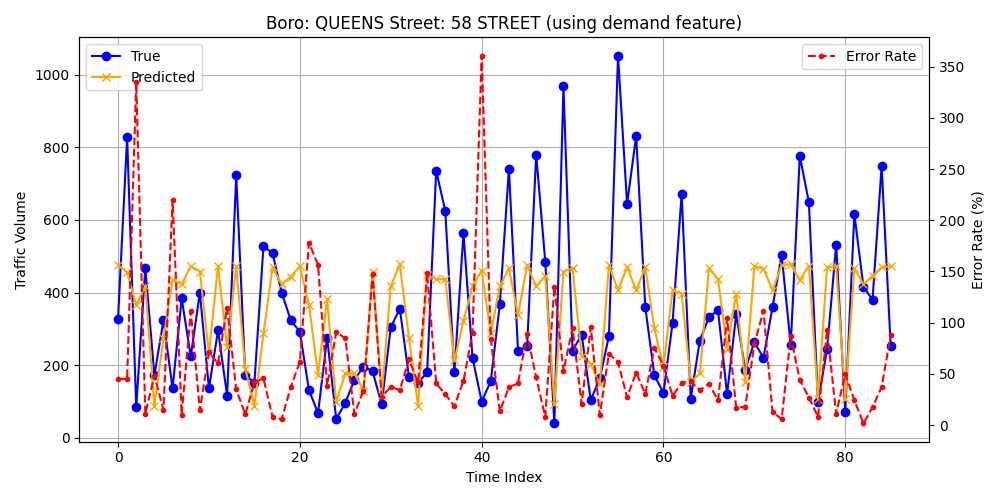 Boro: QUEENS Street: 58 STREET (using demand feature)
True
Predicted
Error Rate
Traffic Volume
1000
800
600
400
200
0
350
300
250
200
150
100
50
0
Error Rate (%)
0
20
40
60
80
Time Index